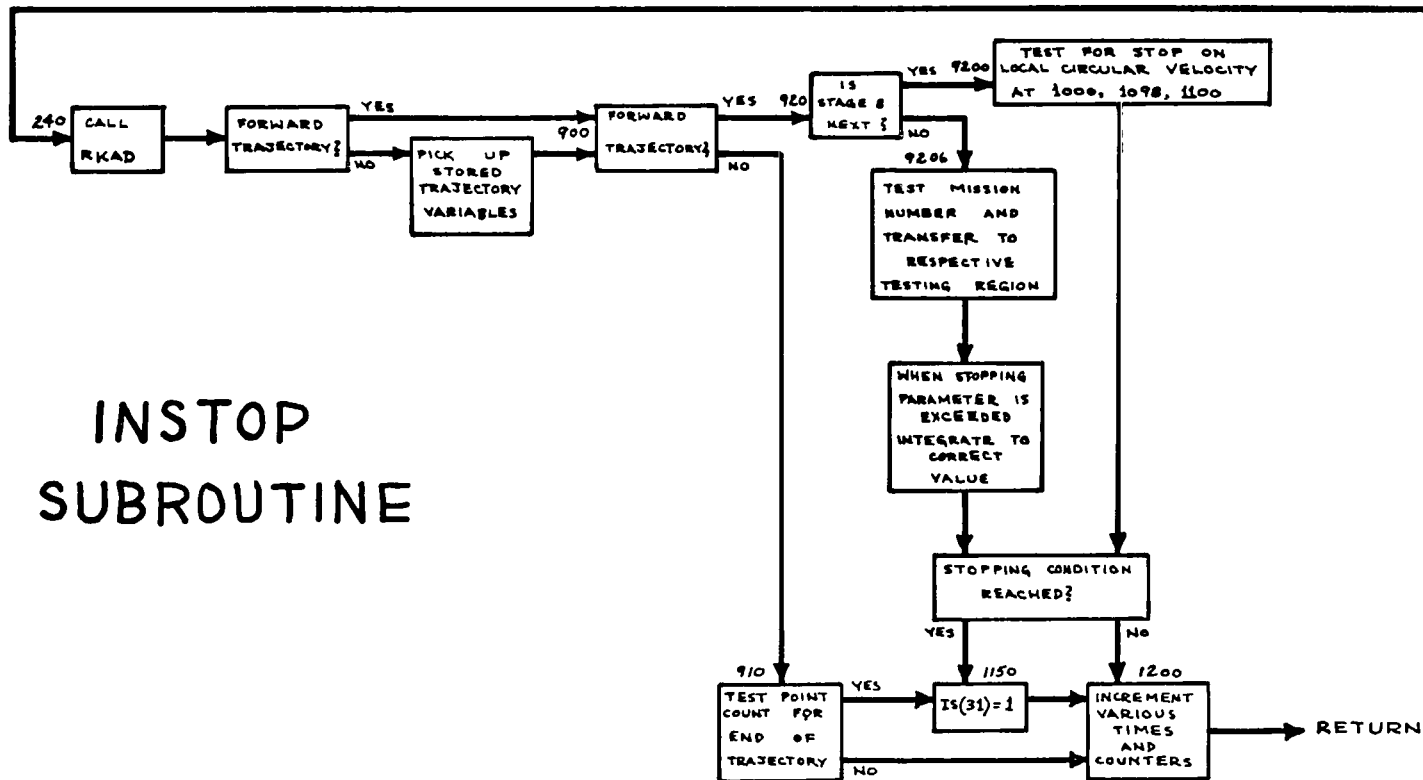 240
CALL
RKAD
FORWARD
TRAJECTORY?
YES
NO
PICK UP
STORED
TRAJECTORY
VARIABLES
900
FORWARD
TRAJECTORY?
YES
NO
920
IS
STAGE 8
NEXT?
YES
NO
9200
TEST FOR STOP ON
LOCAL CIRCULAR VELOCITY
AT 1000, 1098, 1100
9206
TEST MISSION
NUMBER AND
TRANSFER TO
RESPECTIVE
TESTING REGION
WHEN STOPPING
PARAMETER IS
EXCEEDED
INTEGRATE TO
CORRECT
VALUE
INSTOP
SUBROUTINE
STOPPING CONDITION
REACHED?
YES
NO
910
TEST POINT
COUNT FOR
END OF
TRAJECTORY
YES
NO
1150
IS(31)=1
1200
INCREMENT
VARIOUS
TIMES
AND
COUNTERS
RETURN